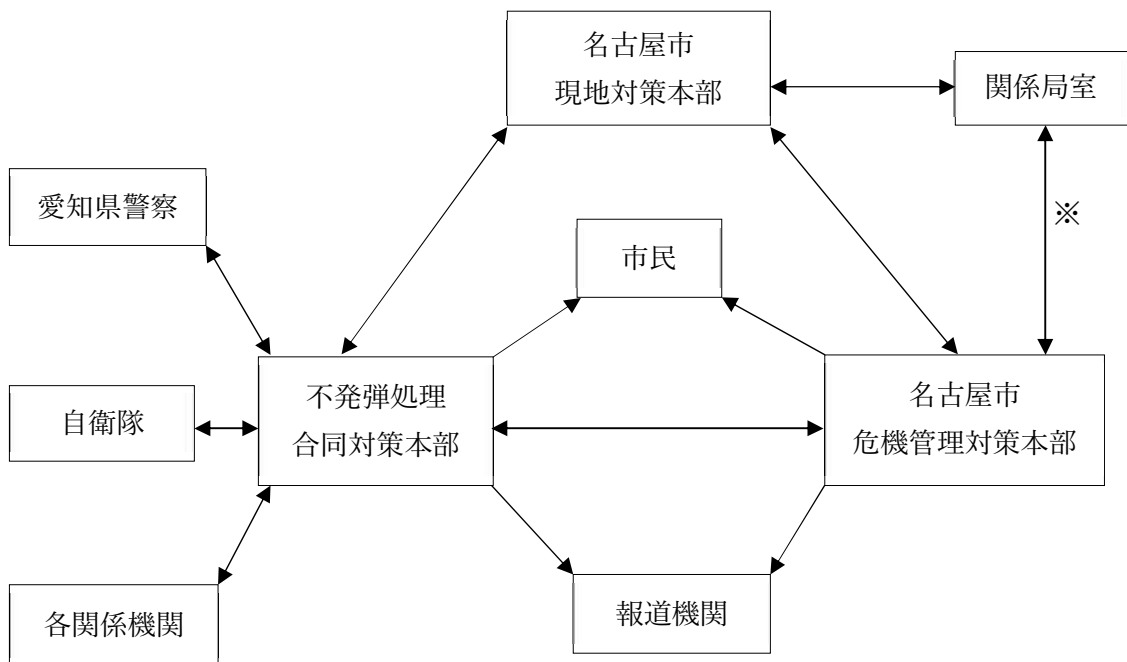 名古屋市
現地対策本部
関係局室
愛知県警察
※
市民
不発弾処理
合同対策本部
名古屋市
危機管理対策本部
自衛隊
各関係機関
報道機関